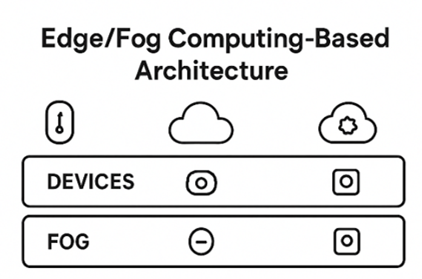 Edge/Fog Computing-Based
Architecture
DEVICES
FOG